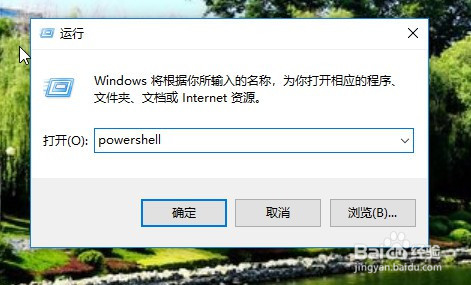 运行
Windows 将根据你所输入的名称，为你打开相应的程序、
文件夹、文档或 Internet 资源。
打开(O): powershell
确定 取消 浏览(B)...
Baidu 经验
jingyan.baidu.com